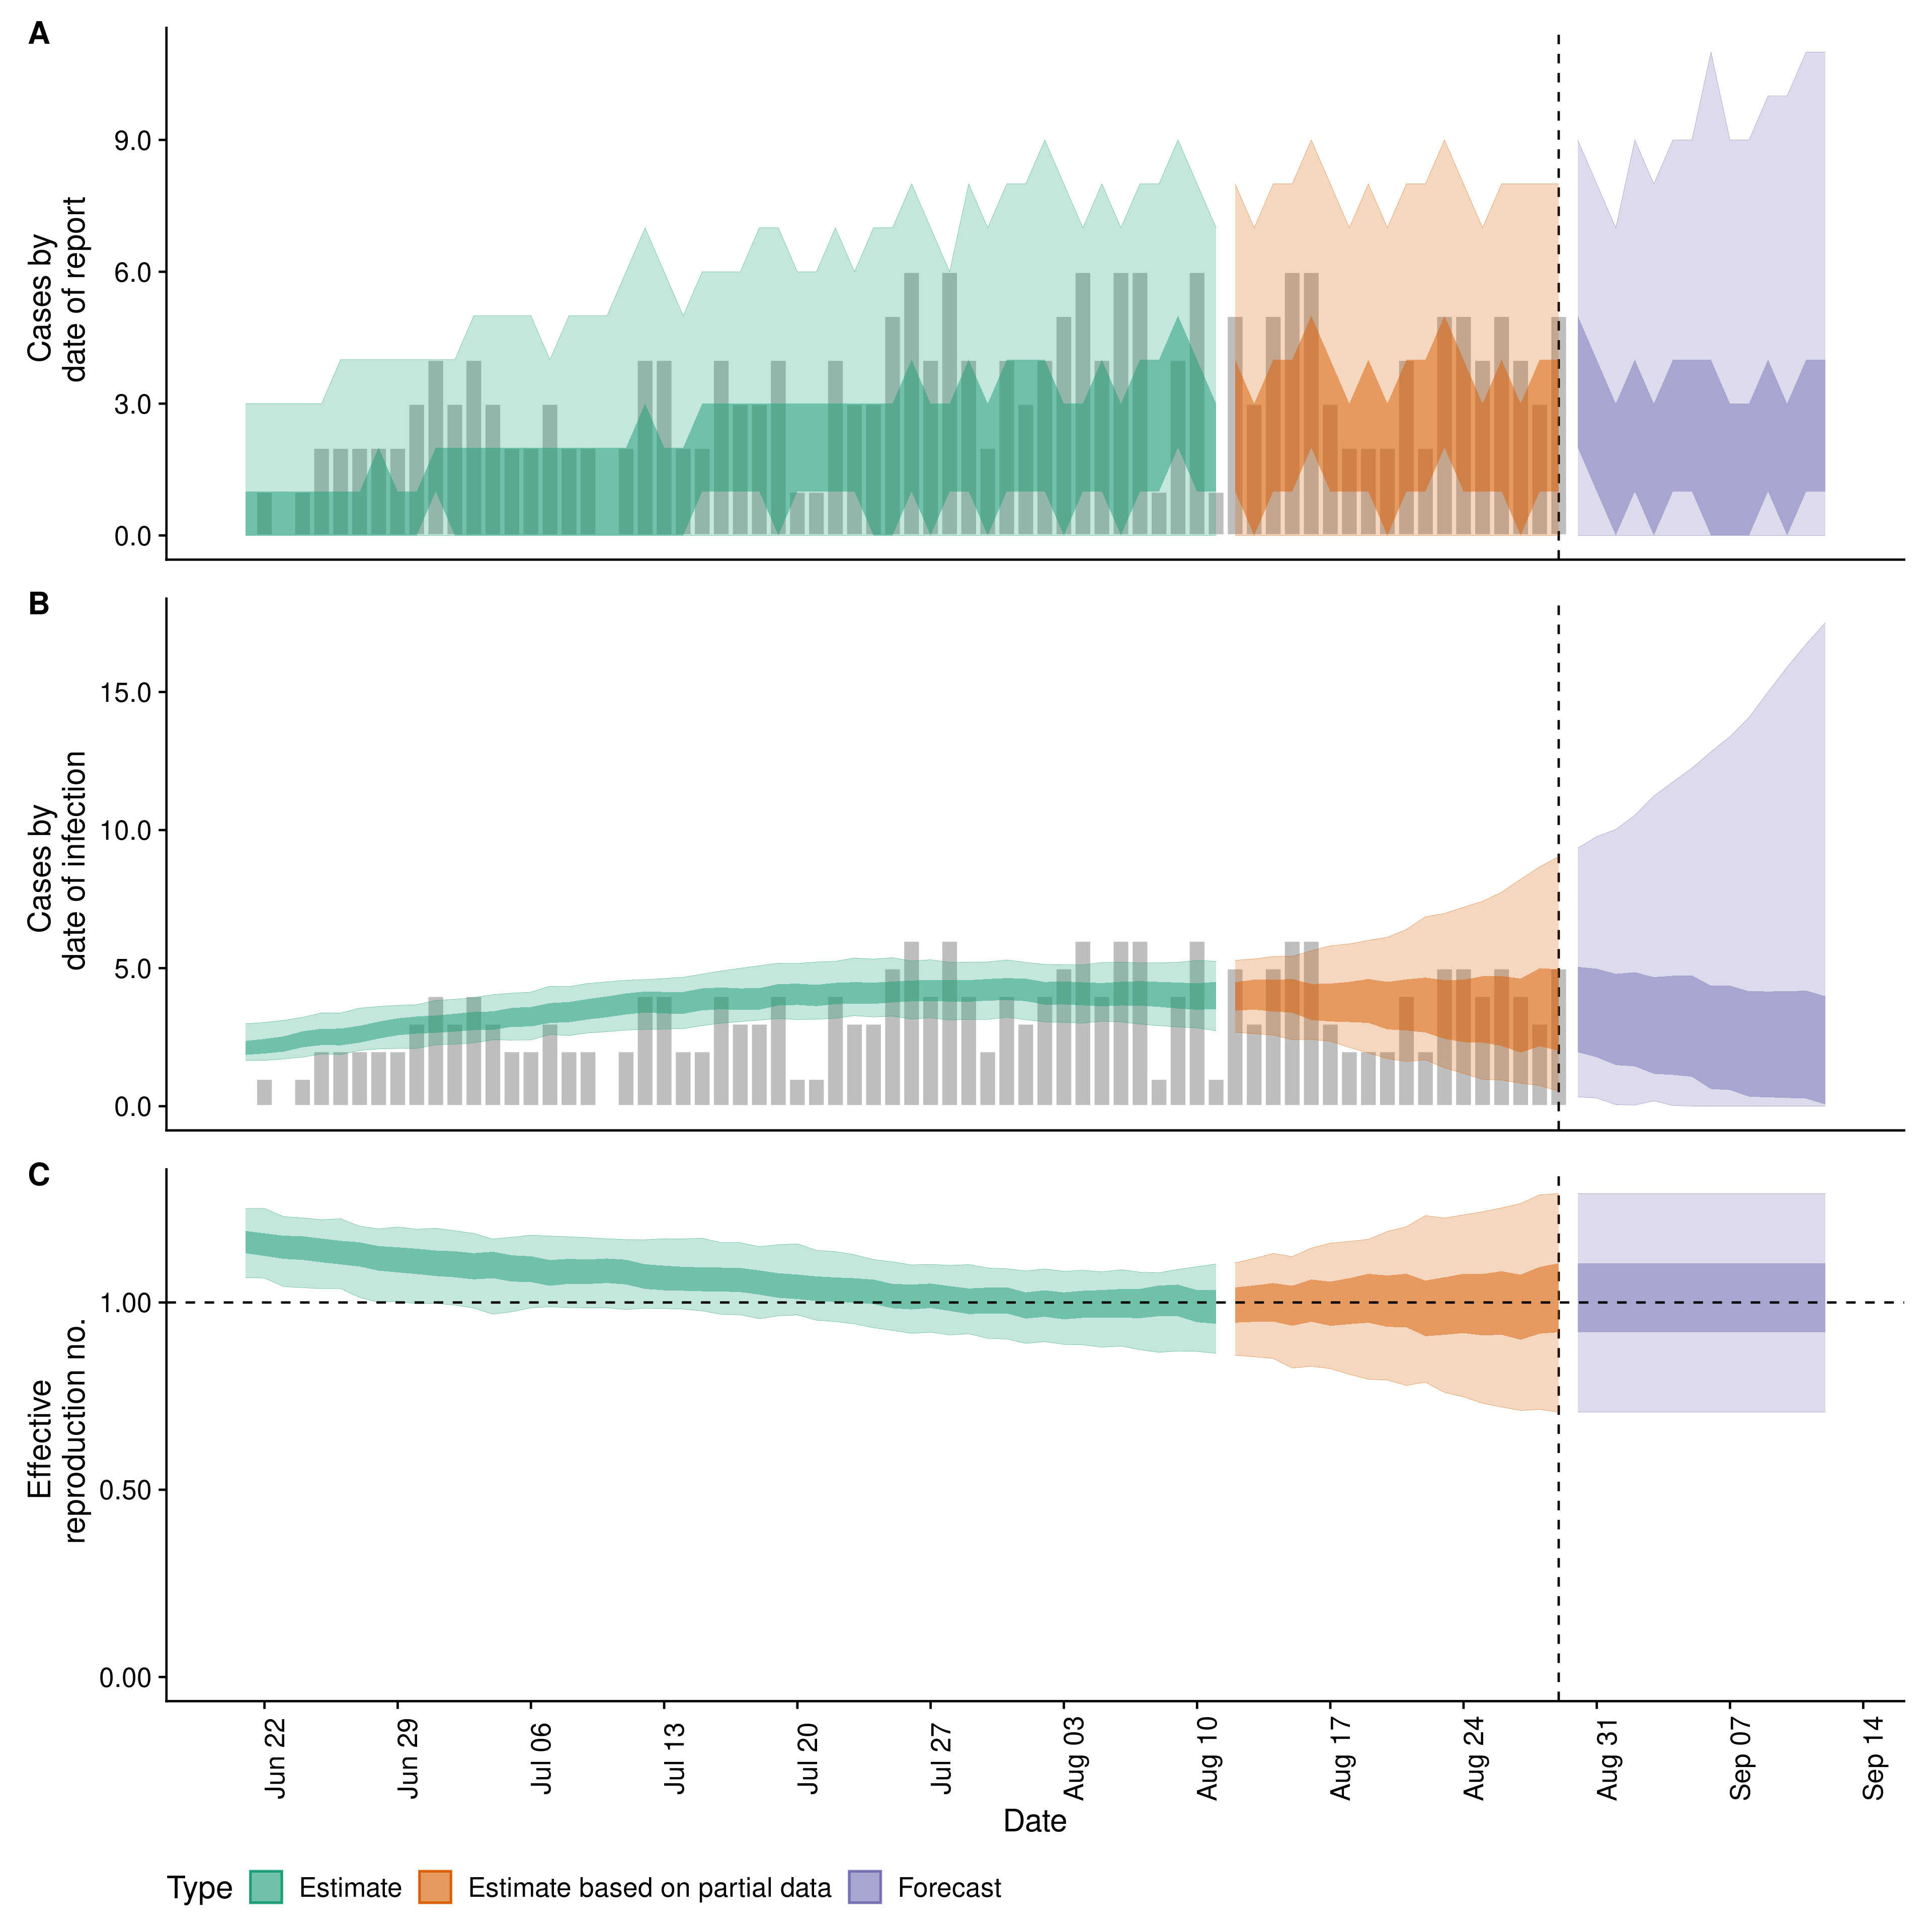 A
Cases by
date of report
9.0
6.0
3.0
0.0
B
Cases by
date of infection
15.0
10.0
5.0
0.0
C
Effective
reproduction no.
1.00
0.50
0.00
Jun 22
Jun 29
Jul 06
Jul 13
Jul 20
Jul 27
Aug 03
Aug 10
Aug 17
Aug 24
Aug 31
Sep 07
Sep 14
Date
Type Estimate Estimate based on partial data Forecast